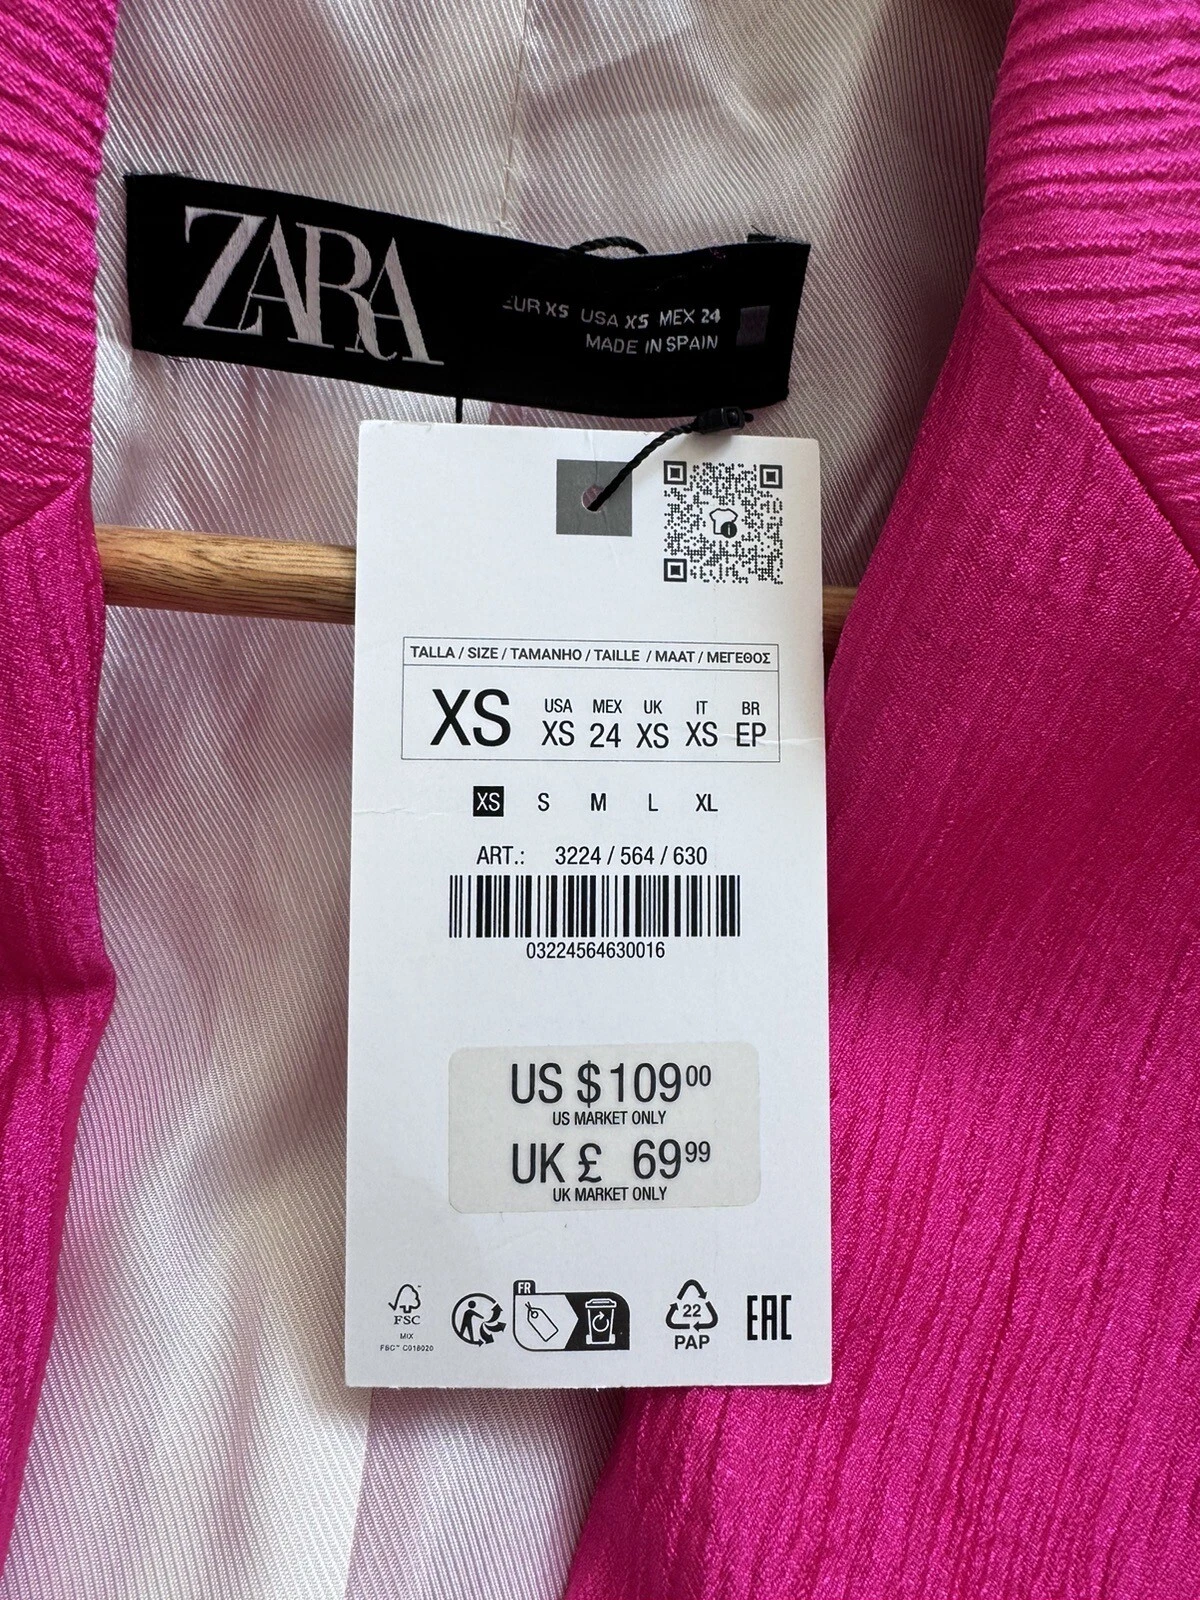 ZARA
EUR XS USA XS MEX 24
MADE IN SPAIN
TALLA / SIZE / TAMANHO / TAILLE / MAAT / ΜΕΓΕΘΟΣ
USA MEX UK IT BR
XS XS 24 XS XS EP
XS S M L XL
ART.: 3224 / 564 / 630
03224564630016
US $109 00
US MARKET ONLY
UK £ 69 99
UK MARKET ONLY
FR
FSC
22
PAP
EAC
MIX
FSC™ C018020